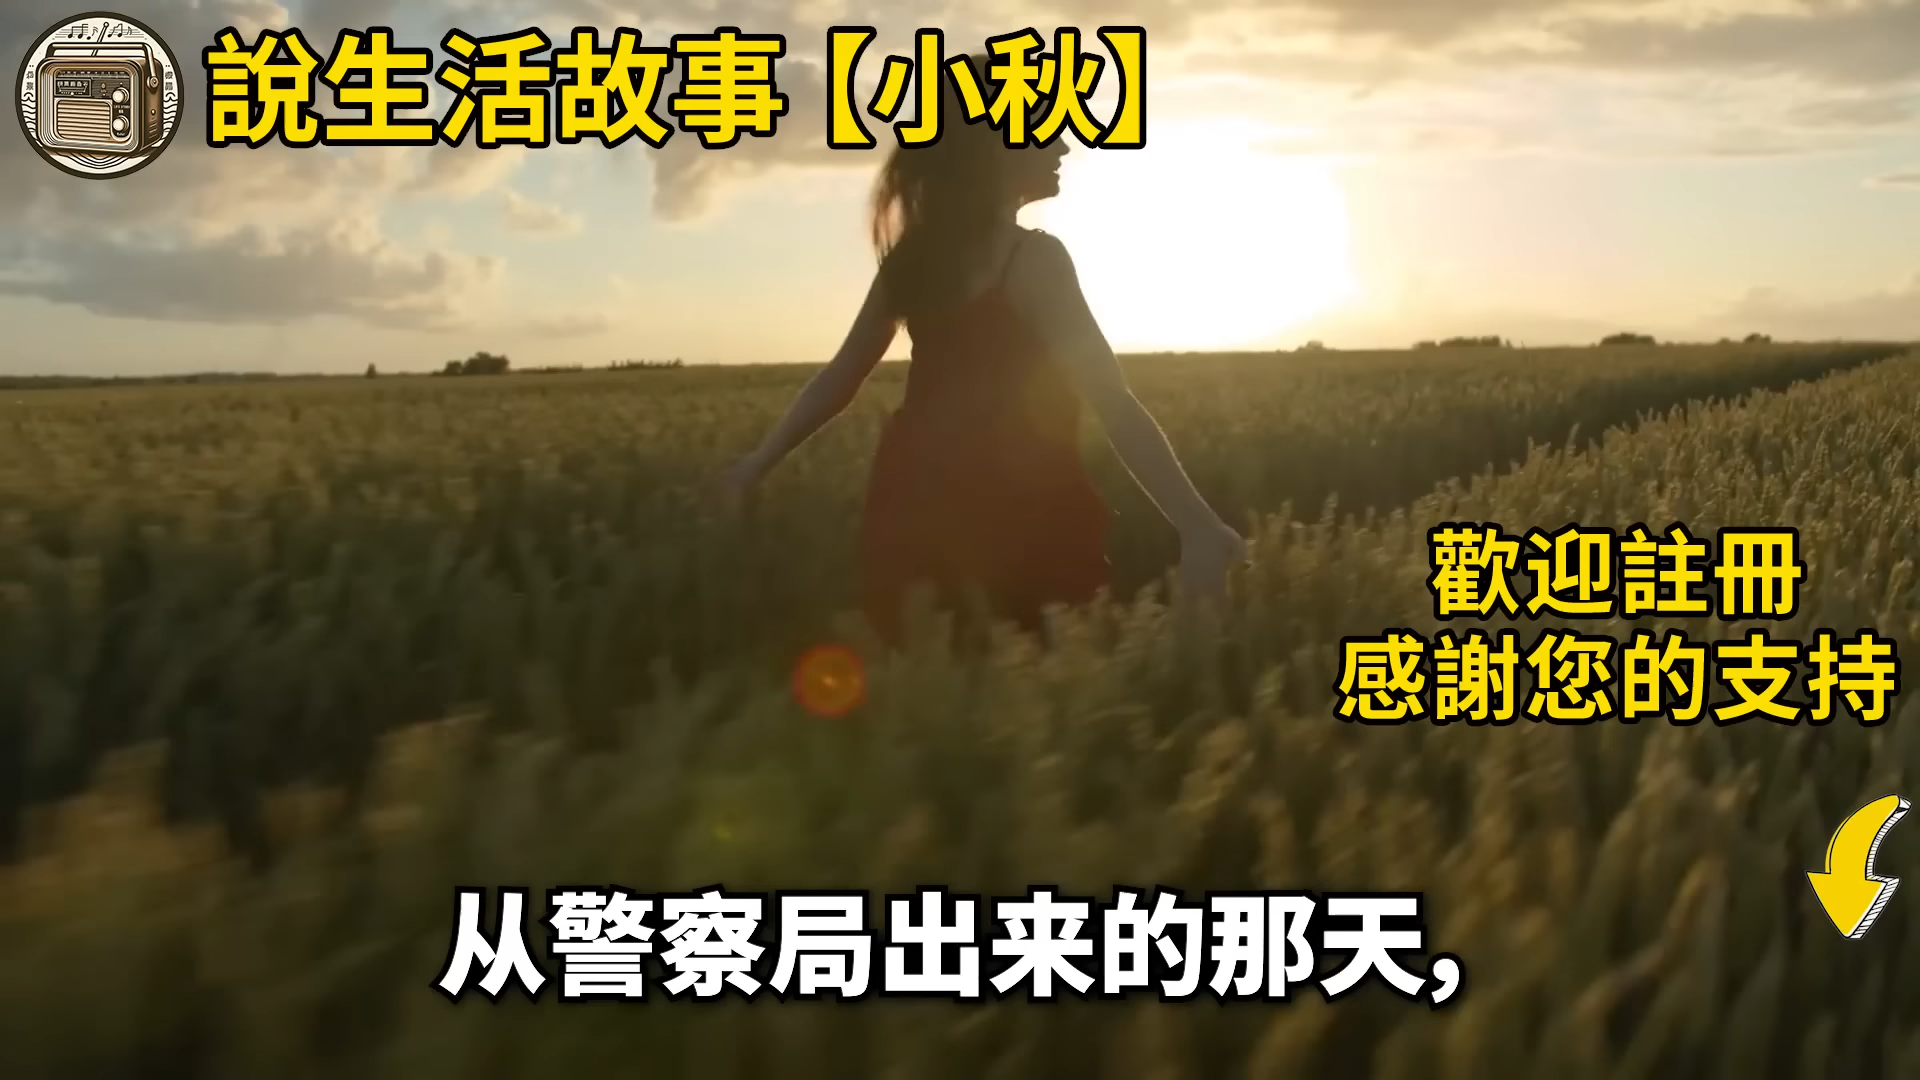 說生活故事【小秋】
歡迎註冊
感謝您的支持
从警察局出来的那天,